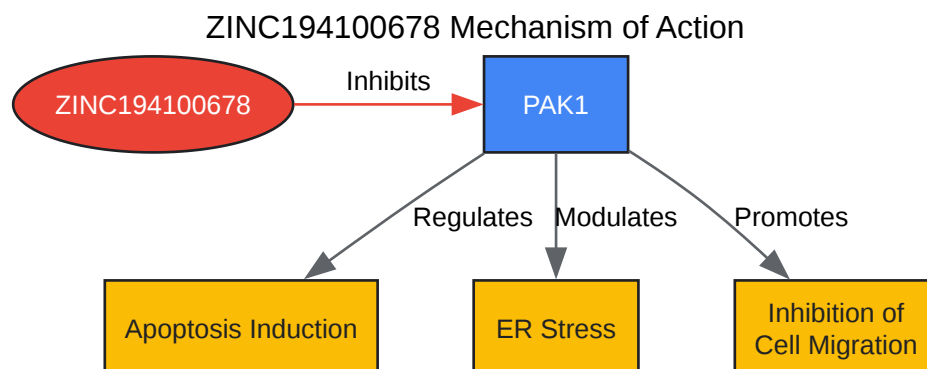 ZINC194100678 Mechanism of Action
Inhibits
ZINC194100678
PAK1
Regulates
Modulates
Promotes
Apoptosis Induction
ER Stress
Inhibition of
Cell Migration